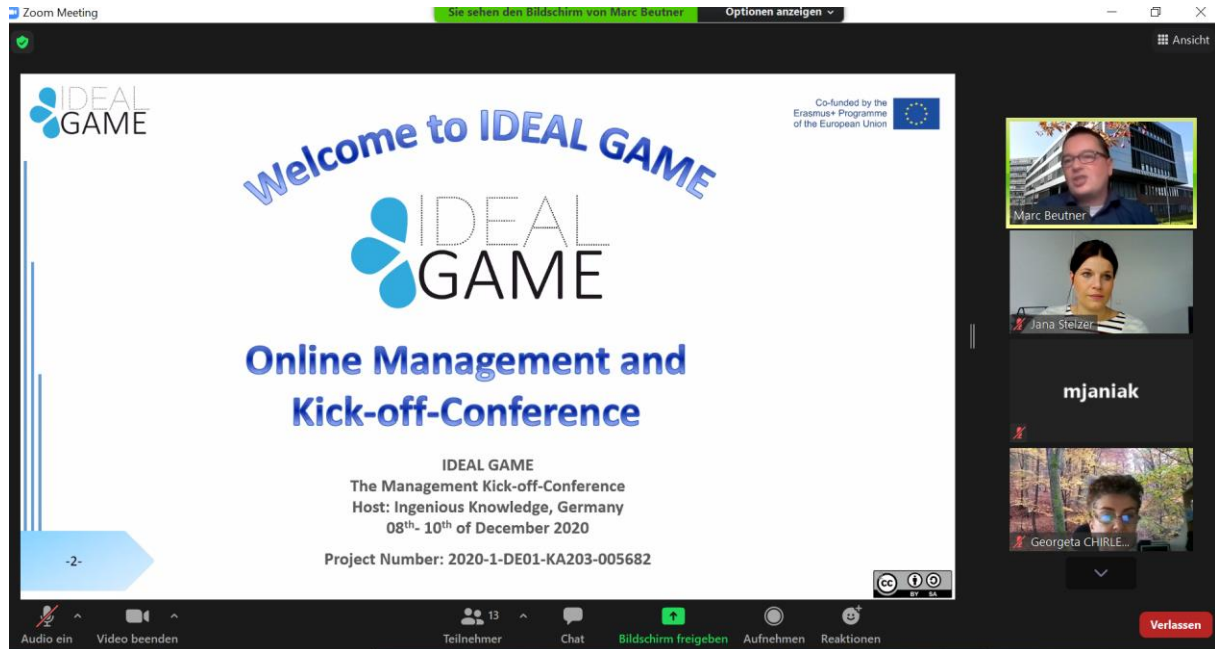 Zoom Meeting
Sie sehen den Bildschirm von Marc Beutner
Optionen anzeigen
Ansicht
IDEAL
GAME
Co-funded by the
Erasmus+ Programme
of the European Union
Welcome to IDEAL GAME
IDEAL
GAME
Online Management and
Kick-off-Conference
IDEAL GAME
The Management Kick-off-Conference
Host: Ingenious Knowledge, Germany
08th- 10th of December 2020
Project Number: 2020-1-DE01-KA203-005682
-2-
cc
BY SA
Marc Beutner
Jana Stelzer
mjaniak
Georgeta CHIRLE...
Audio ein
Video beenden
13
Teilnehmer
Chat
Bildschirm freigeben
Aufnehmen
Reaktionen
Verlassen